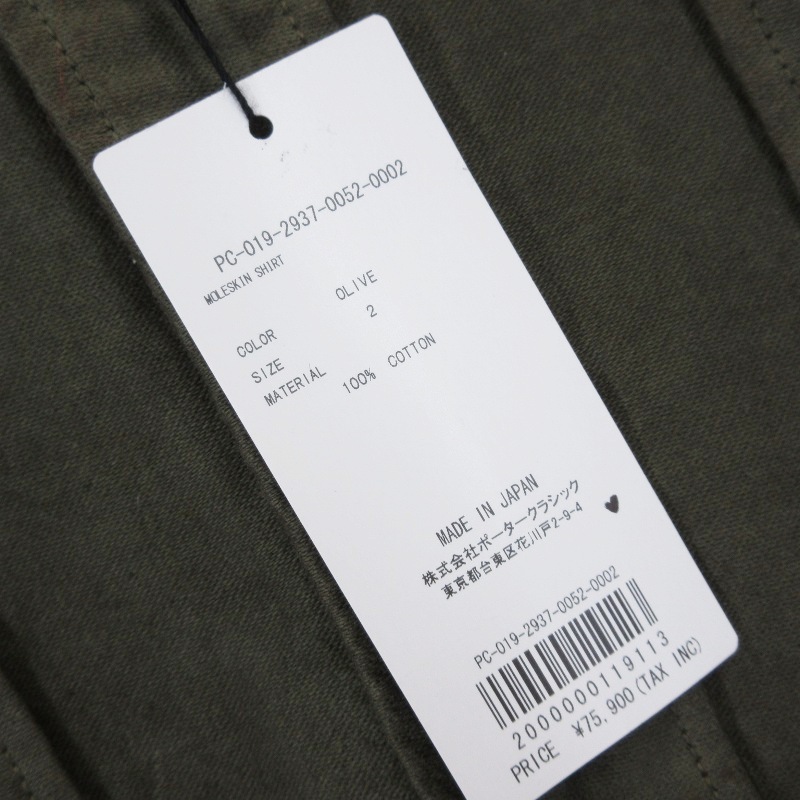 PC-019-2937-0052-0002
MOLESKIN SHIRT
COLOR OLIVE
SIZE 2
MATERIAL 100% COTTON
MADE IN JAPAN
株式会社ポータークラシック
東京都台東区花川戸2-9-4
PC-019-2937-0052-0002
2000000119113
PRICE ¥75,900(TAX INC)